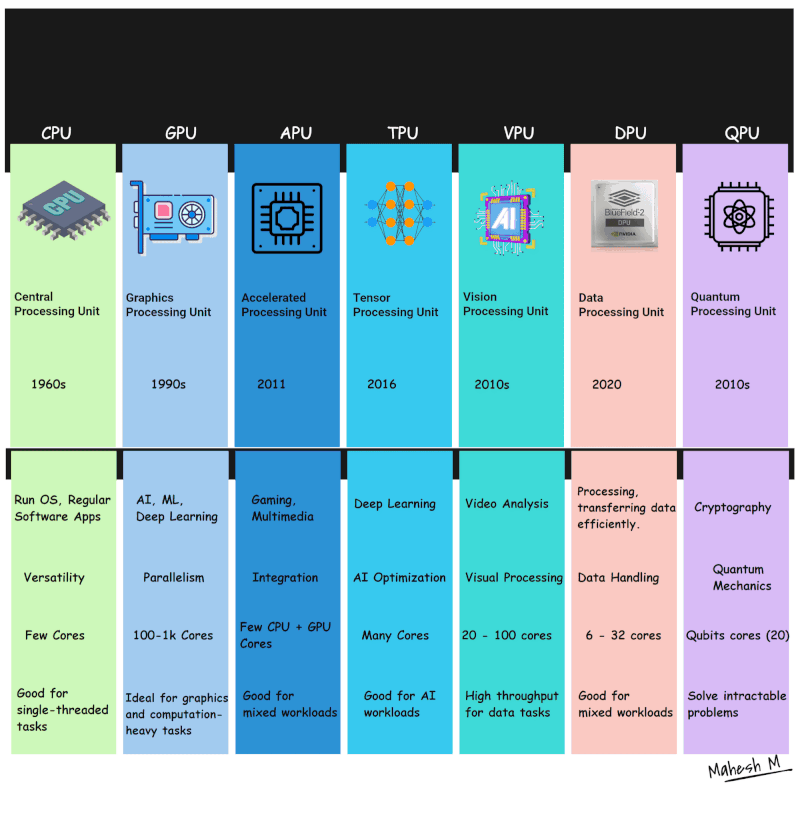 CPU
GPU
APU
TPU
VPU
DPU
QPU
CPU
AI
BlueField-2
DPU
NVIDIA
Central
Processing Unit
Graphics
Processing Unit
Accelerated
Processing Unit
Tensor
Processing Unit
Vision
Processing Unit
Data
Processing Unit
Quantum
Processing Unit
1960s
1990s
2011
2016
2010s
2020
2010s
Run OS, Regular
Software Apps
AI, ML,
Deep Learning
Gaming,
Multimedia
Deep Learning
Video Analysis
Processing,
transferring data
efficiently.
Cryptography
Versatility
Parallelism
Integration
AI Optimization
Visual Processing
Data Handling
Quantum
Mechanics
Few Cores
100-1k Cores
Few CPU + GPU
Cores
Many Cores
20 - 100 cores
6 - 32 cores
Qubits cores (20)
Good for
single-threaded
tasks
Ideal for graphics
and computation-
heavy tasks
Good for
mixed workloads
Good for AI
workloads
High throughput
for data tasks
Good for
mixed workloads
Solve intractable
problems
Mahesh M